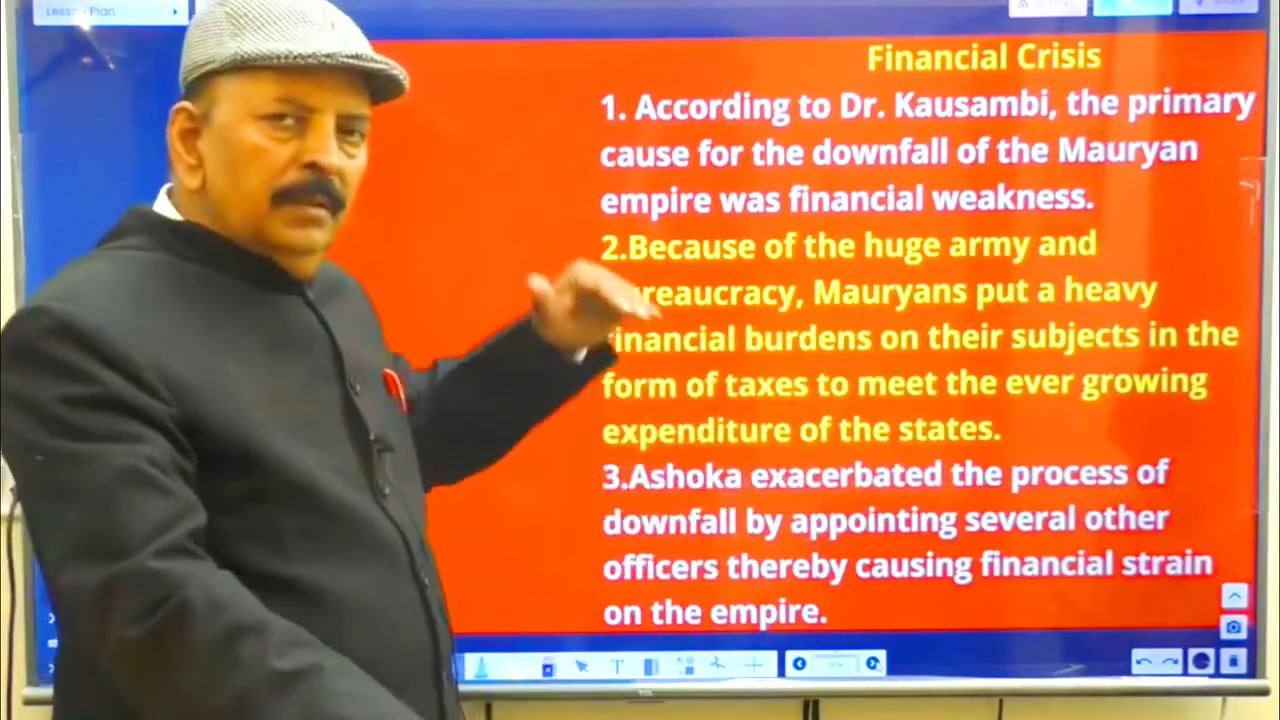 Lesson Plan
Financial Crisis
1. According to Dr. Kausambi, the primary
cause for the downfall of the Mauryan
empire was financial weakness.
2.Because of the huge army and
reaucracy, Mauryans put a heavy
inancial burdens on their subjects in the
form of taxes to meet the ever growing
expenditure of the states.
3.Ashoka exacerbated the process of
downfall by appointing several other
officers thereby causing financial strain
on the empire.
TCL